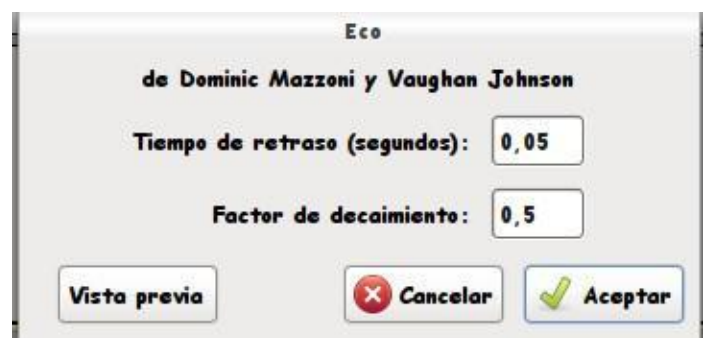 Eco
de Dominic Mazzoni y Vaughan Johnson
Tiempo de retraso (segundos): 0,05
Factor de decaimiento: 0,5
Vista previa Cancelar Aceptar